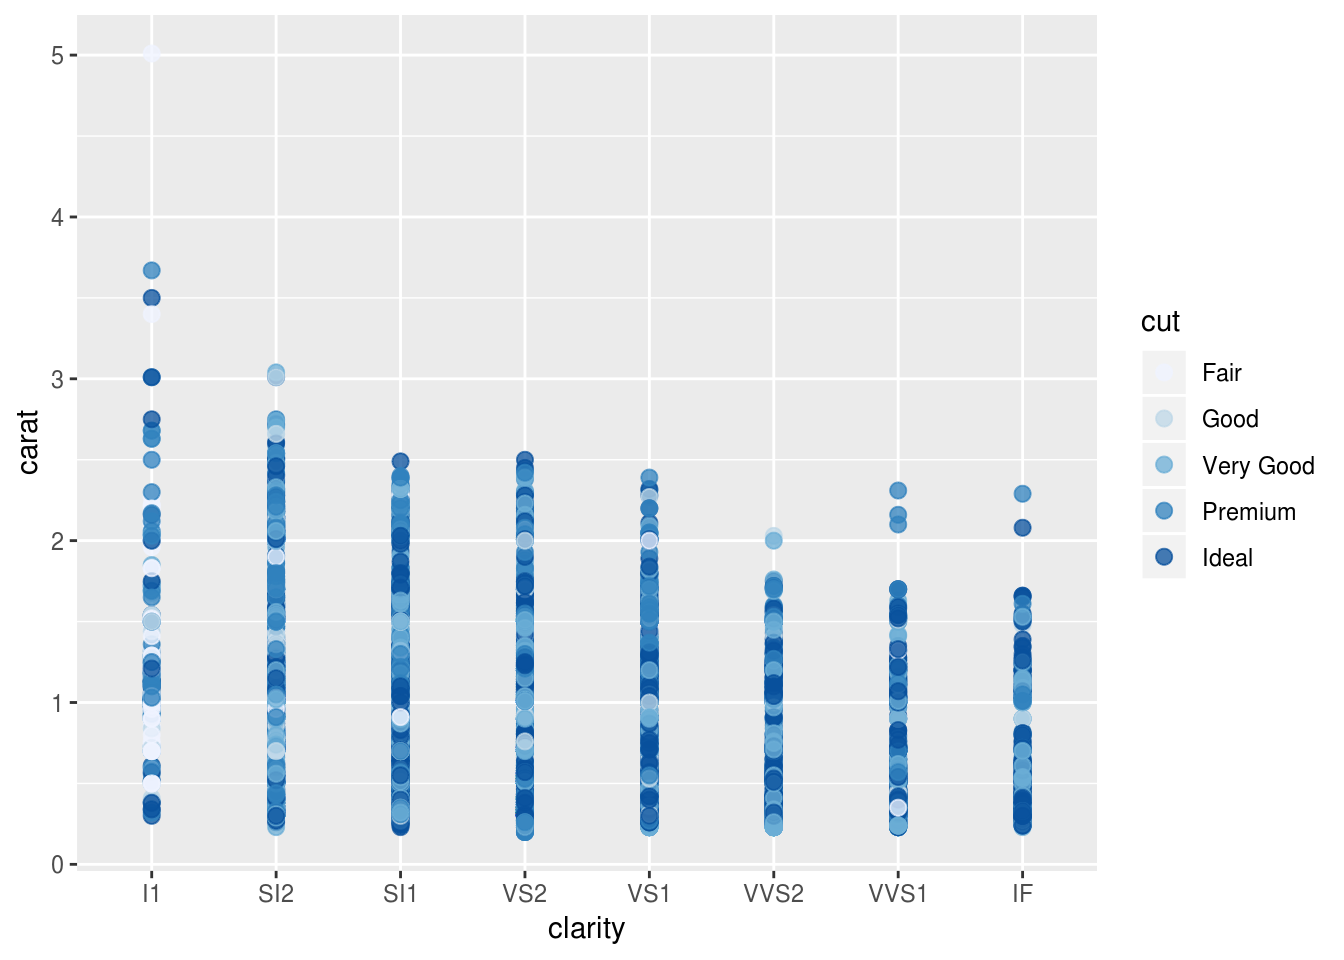 5
4
3
2
1
0
carat
I1 SI2 SI1 VS2 VS1 VVS2 VVS1 IF
clarity
cut
Fair
Good
Very Good
Premium
Ideal